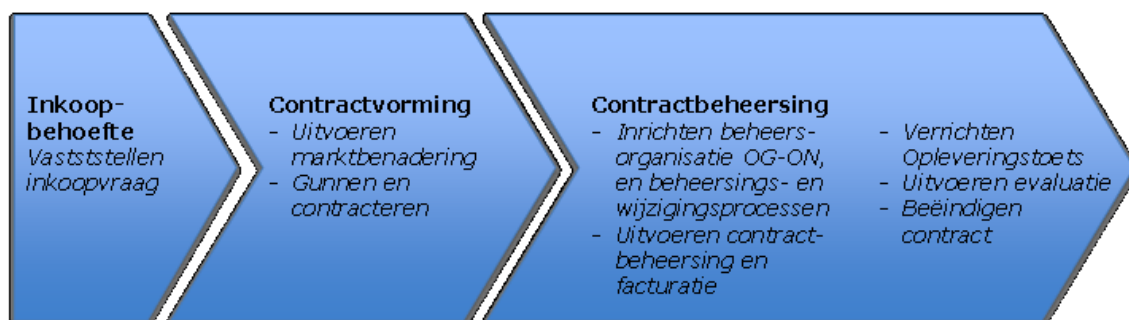 Inkoop-
behoefte
Vastststellen
inkoopvraag
Contractvorming
- Uitvoeren
marktbenadering
- Gunnen en
contracteren
Contractbeheersing
- Inrichten beheers-
organisatie OG-ON,
en beheersings- en
wijzigingsprocessen
- Uitvoeren contract-
beheersing en
facturatie
- Verrichten
Opleveringstoets
- Uitvoeren evaluatie
- Beëindigen
contract